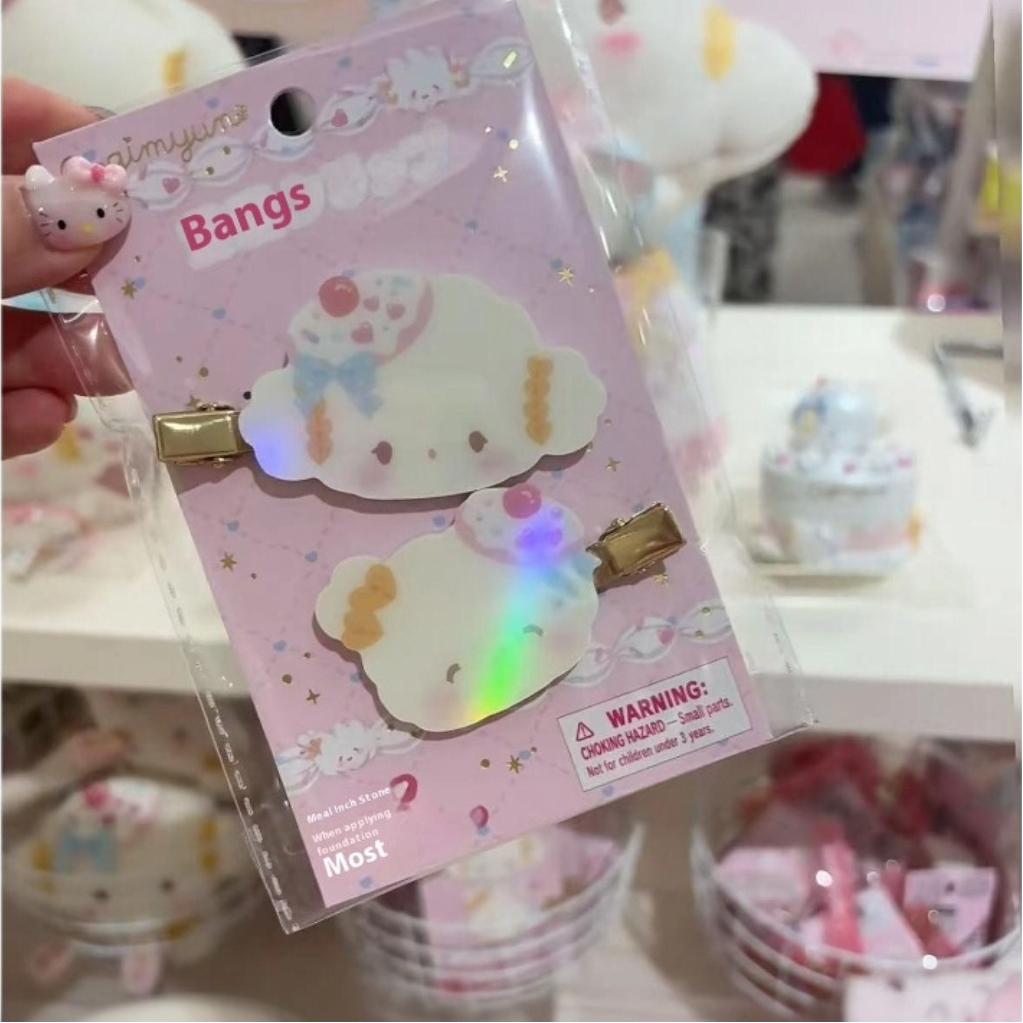 aimyun
Bangs
WARNING:
CHOKING HAZARD — Small parts.
Not for children under 3 years.
Meal Inch Stone
When applying
foundation
Most